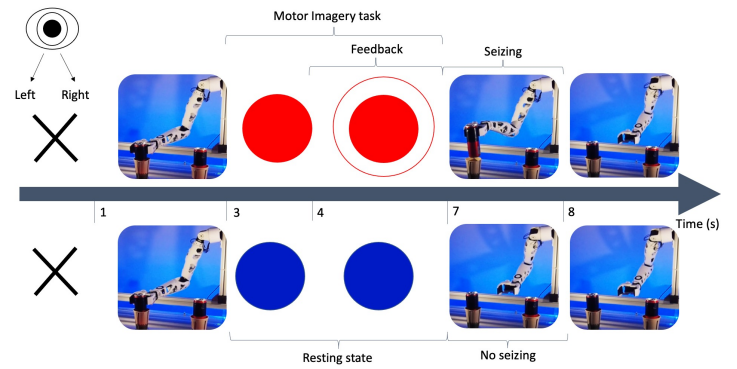 Motor Imagery task
Feedback
Seizing
Left Right
1 3 4 7 8
Time (s)
Resting state
No seizing